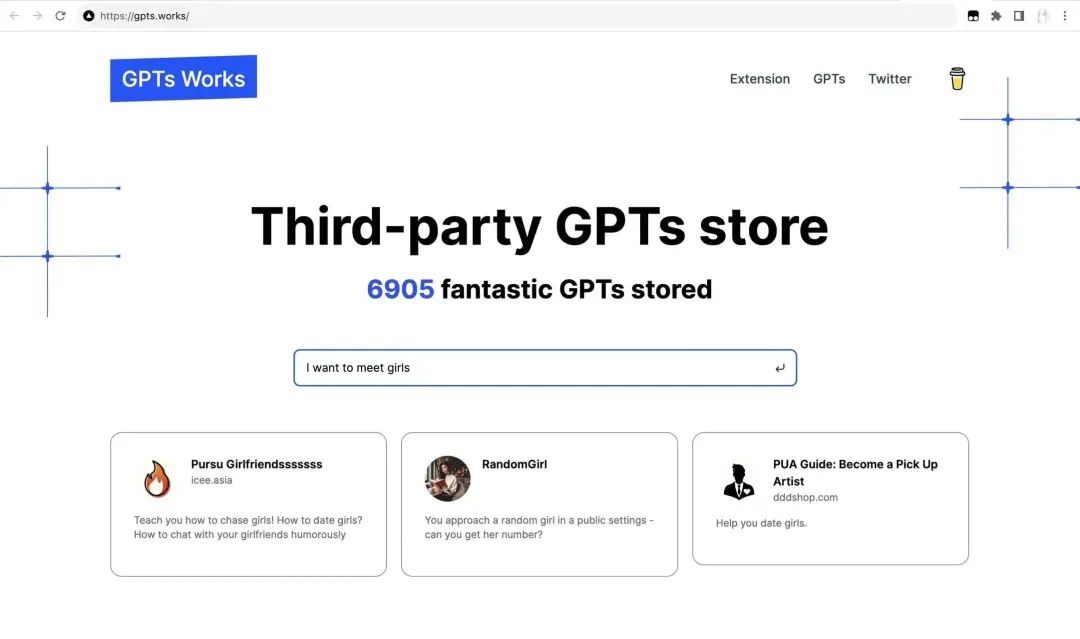 https://gpts.works/
GPTs Works
Extension GPTs Twitter
Third-party GPTs store
6905 fantastic GPTs stored
I want to meet girls
Pursu Girlfriendsssssss
icee.asia
Teach you how to chase girls! How to date girls?
How to chat with your girlfriends humorously
RandomGirl
You approach a random girl in a public settings -
can you get her number?
PUA Guide: Become a Pick Up
Artist
dddshop.com
Help you date girls.